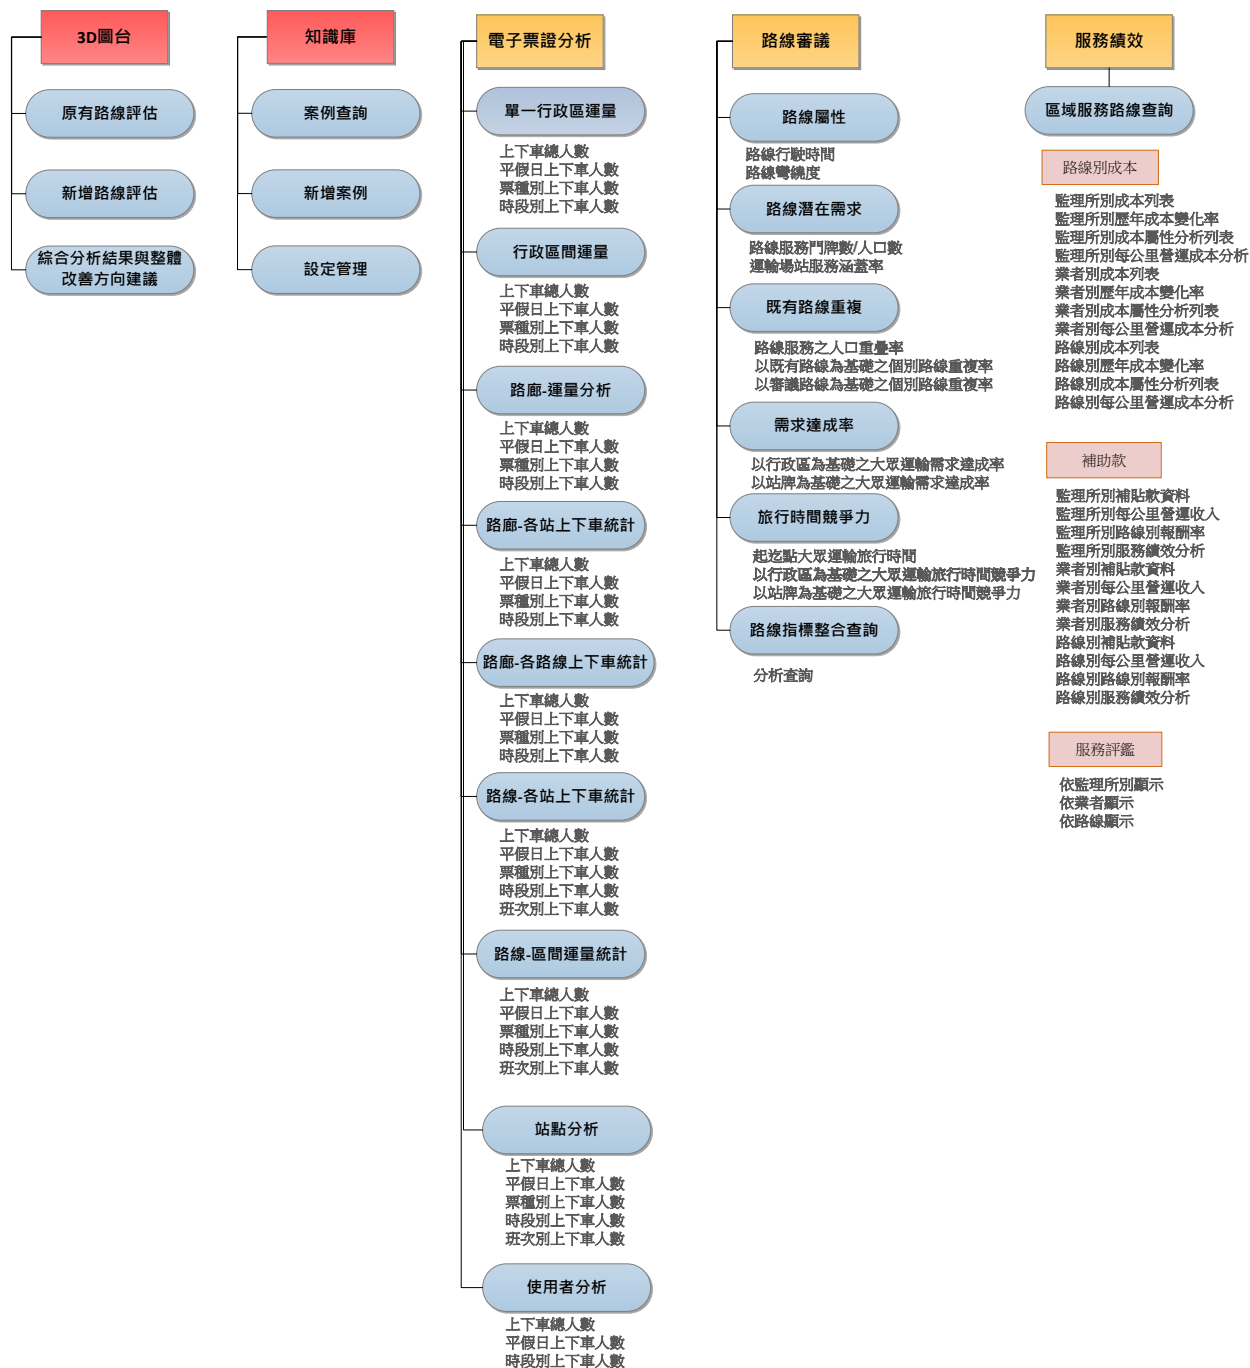 3D圖台
原有路線評估
新增路線評估
綜合分析結果與整體
改善方向建議
知識庫
案例查詢
新增案例
設定管理
電子票證分析
單一行政區運量
上下車總人數
平假日上下車人數
票種別上下車人數
時段別上下車人數
行政區間運量
上下車總人數
平假日上下車人數
票種別上下車人數
時段別上下車人數
路廊-運量分析
上下車總人數
平假日上下車人數
票種別上下車人數
時段別上下車人數
路廊-各站上下車統計
上下車總人數
平假日上下車人數
票種別上下車人數
時段別上下車人數
路廊-各路線上下車統計
上下車總人數
平假日上下車人數
票種別上下車人數
時段別上下車人數
路線-各站上下車統計
上下車總人數
平假日上下車人數
票種別上下車人數
時段別上下車人數
班次別上下車人數
路線-區間運量統計
上下車總人數
平假日上下車人數
票種別上下車人數
時段別上下車人數
班次別上下車人數
站點分析
上下車總人數
平假日上下車人數
票種別上下車人數
時段別上下車人數
班次別上下車人數
使用者分析
上下車總人數
平假日上下車人數
時段別上下車人數
路線審議
路線屬性
路線行駛時間
路線彎繞度
路線潛在需求
路線服務門牌數/人口數
運輸場站服務涵蓋率
既有路線重複
路線服務之人口重疊率
以既有路線為基礎之個別路線重複率
以審議路線為基礎之個別路線重複率
需求達成率
以行政區為基礎之大眾運輸需求達成率
以站牌為基礎之大眾運輸需求達成率
旅行時間競爭力
起迄點大眾運輸旅行時間
以行政區為基礎之大眾運輸旅行時間競爭力
以站牌為基礎之大眾運輸旅行時間競爭力
路線指標整合查詢
分析查詢
服務績效
區域服務路線查詢
路線別成本
監理所別成本列表
監理所別歷年成本變化率
監理所別成本屬性分析列表
監理所別每公里營運成本分析
業者別成本列表
業者別歷年成本變化率
業者別成本屬性分析列表
業者別每公里營運成本分析
路線別成本列表
路線別歷年成本變化率
路線別成本屬性分析列表
路線別每公里營運成本分析
補助款
監理所別補貼款資料
監理所別每公里營運收入
監理所別路線別報酬率
監理所別服務績效分析
業者別補貼款資料
業者別每公里營運收入
業者別路線別報酬率
業者別服務績效分析
路線別補貼款資料
路線別每公里營運收入
路線別路線別報酬率
路線別服務績效分析
服務評鑑
依監理所別顯示
依業者顯示
依路線顯示